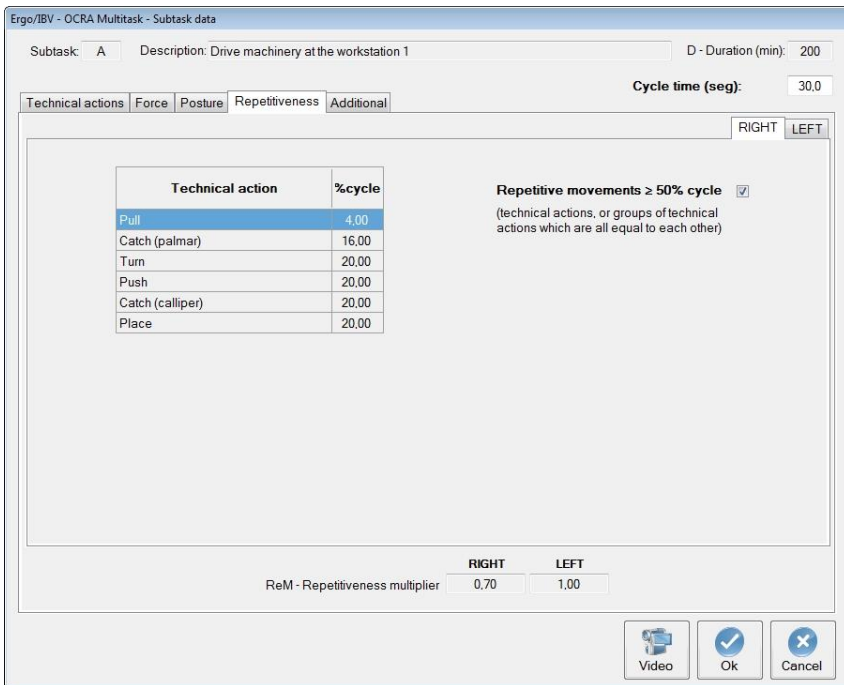 Ergo/IBV - OCRA Multitask - Subtask data
Subtask: A Description: Drive machinery at the workstation 1 D - Duration (min): 200
Cycle time (seg): 30,0
Technical actions Force Posture Repetitiveness Additional
RIGHT LEFT
Technical action %cycle
Pull 4,00
Catch (palmar) 16,00
Turn 20,00
Push 20,00
Catch (calliper) 20,00
Place 20,00
Repetitive movements ≥ 50% cycle
(technical actions, or groups of technical
actions which are all equal to each other)
RIGHT LEFT
ReM - Repetitiveness multiplier 0,70 1,00
Video Ok Cancel